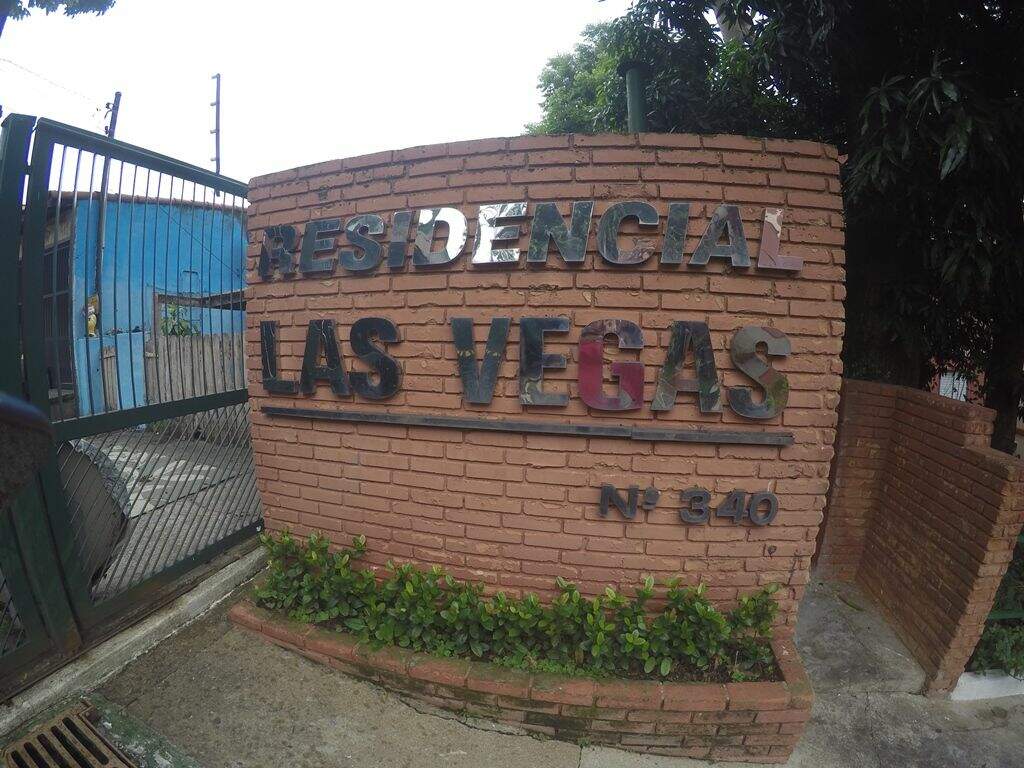 RESIDENCIAL
LAS VEGAS
Nº 340